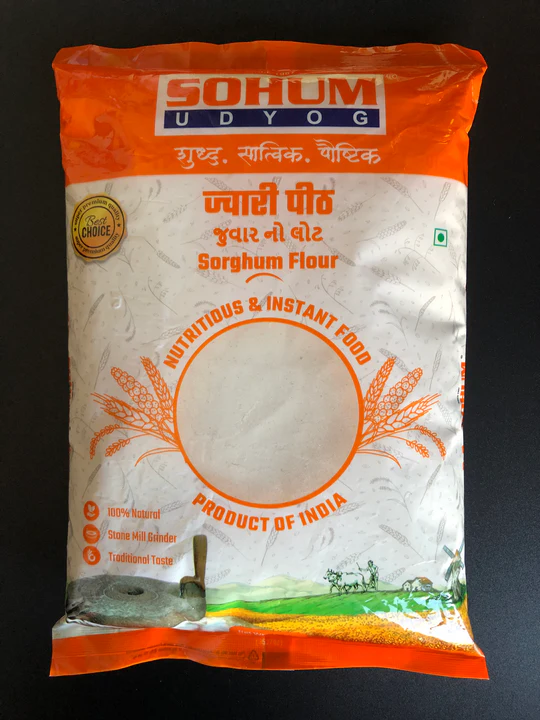 SOHUM
UDYOG
शुध्द. सात्विक. पौष्टिक
ज्वारी पीठ
જુવાર નો લોટ
Sorghum Flour
Best
CHOICE
NUTRITIOUS & INSTANT FOOD
PRODUCT OF INDIA
100% Natural
Stone Mill Grinder
Traditional Taste